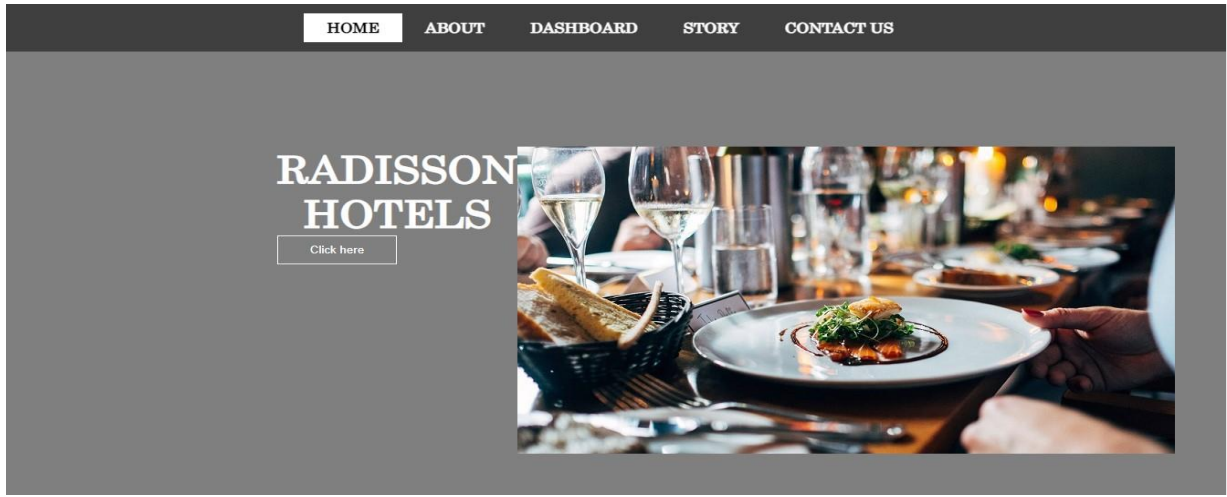 HOME ABOUT DASHBOARD STORY CONTACT US
RADISSON
HOTELS
Click here